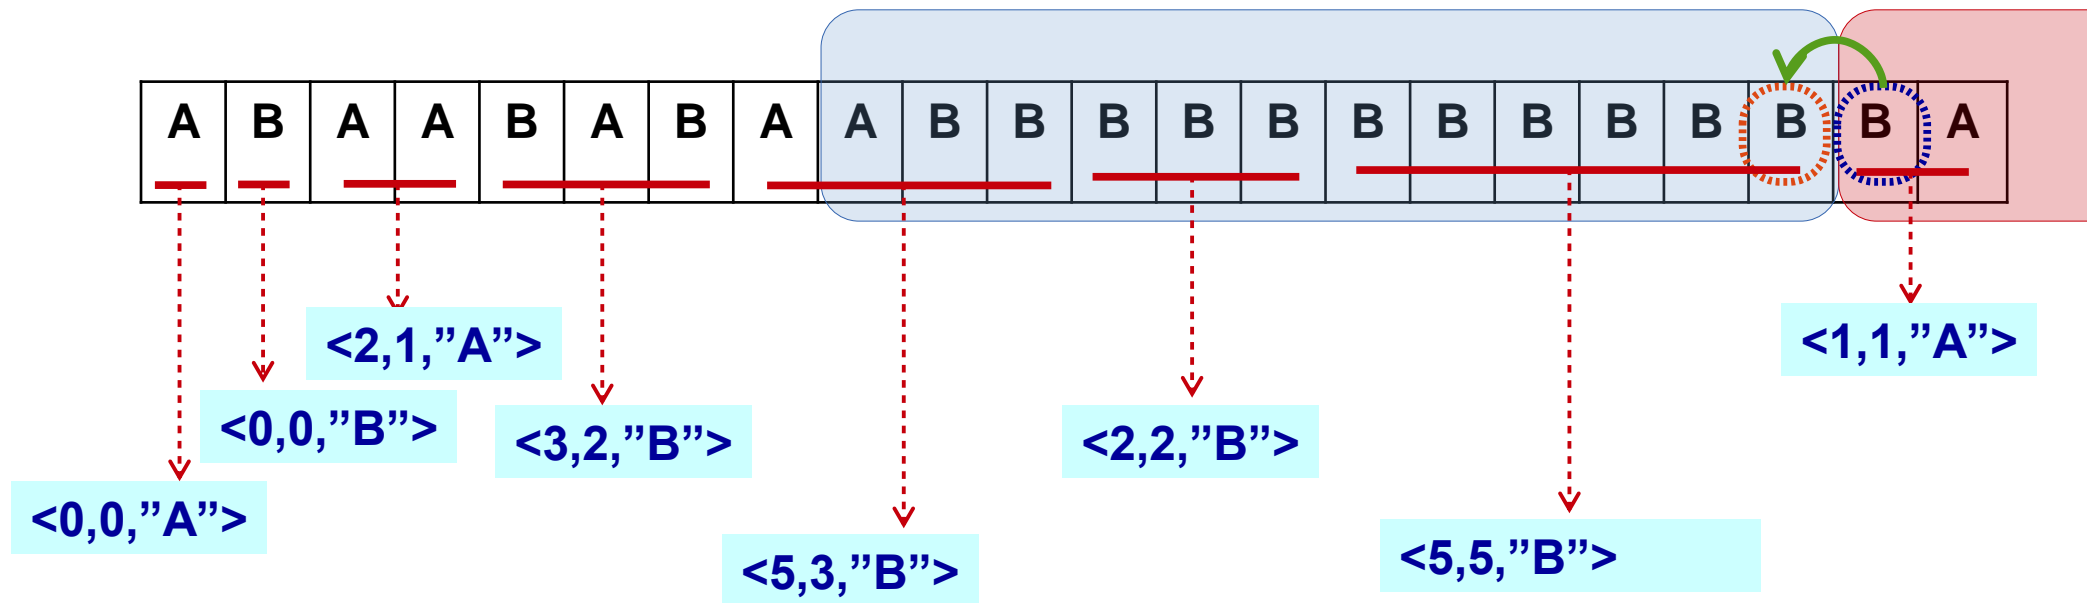 A B A A B A B A A B B B B B B B B B B B B A
<2,1,”A”>
<1,1,”A”>
<0,0,”B”>
<3,2,”B”>
<2,2,”B”>
<0,0,”A”>
<5,3,”B”>
<5,5,”B”>